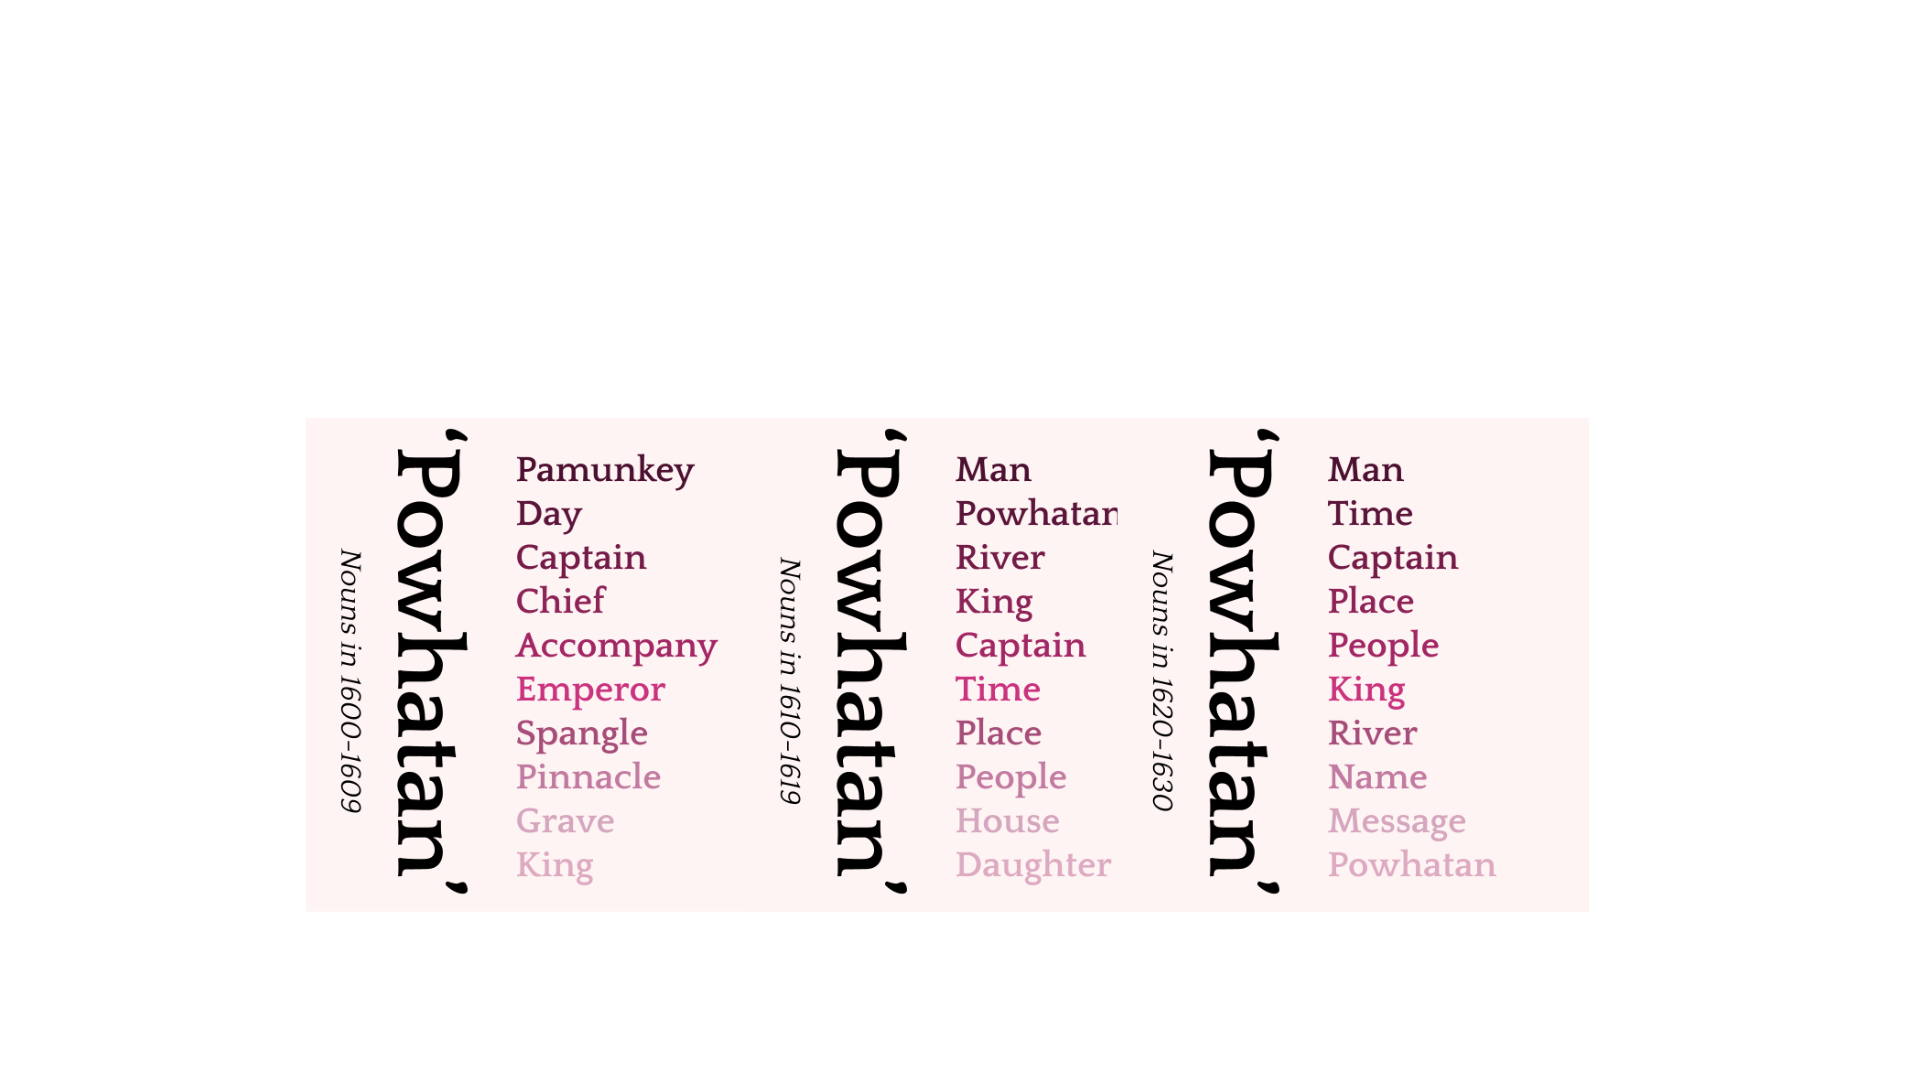 Nouns in 1600-1609
‘Powhatan’
Pamunkey
Day
Captain
Chief
Accompany
Emperor
Spangle
Pinnacle
Grave
King
Nouns in 1610-1619
‘Powhatan’
Man
Powhatan
River
King
Captain
Time
Place
People
House
Daughter
Nouns in 1620-1630
‘Powhatan’
Man
Time
Captain
Place
People
King
River
Name
Message
Powhatan